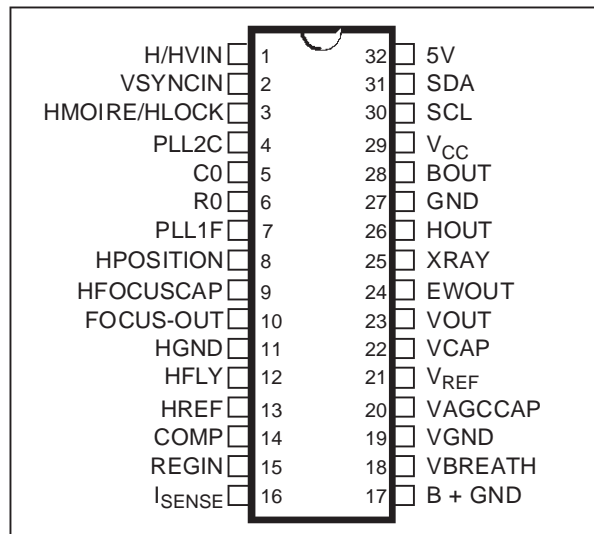 H/HVIN 1 32 5V
VSYNCIN 2 31 SDA
HMOIRE/HLOCK 3 30 SCL
PLL2C 4 29 VCC
C0 5 28 BOUT
R0 6 27 GND
PLL1F 7 26 HOUT
HPOSITION 8 25 XRAY
HFOCUSCAP 9 24 EWOUT
FOCUS-OUT 10 23 VOUT
HGND 11 22 VCAP
HFLY 12 21 VREF
HREF 13 20 VAGCCAP
COMP 14 19 VGND
REGIN 15 18 VBREATH
ISENSE 16 17 B + GND